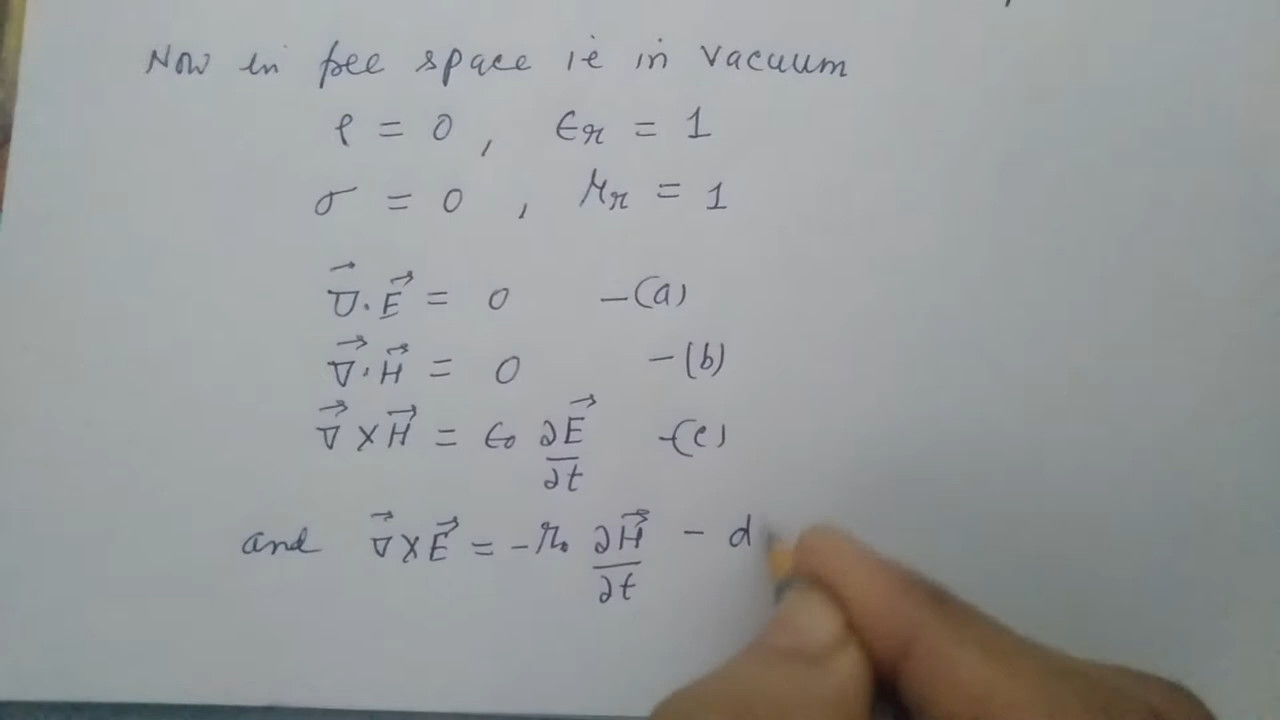 Now in free space ie in vacuum
ρ = 0 , ϵr = 1
σ = 0 , μr = 1
∇⃗.E⃗ = 0 —(a)
∇⃗.H⃗ = 0 —(b)
∇⃗×H⃗ = ϵ₀ ∂E⃗/∂t —(c)
and ∇⃗×E⃗ = -μ₀ ∂H⃗/∂t - d